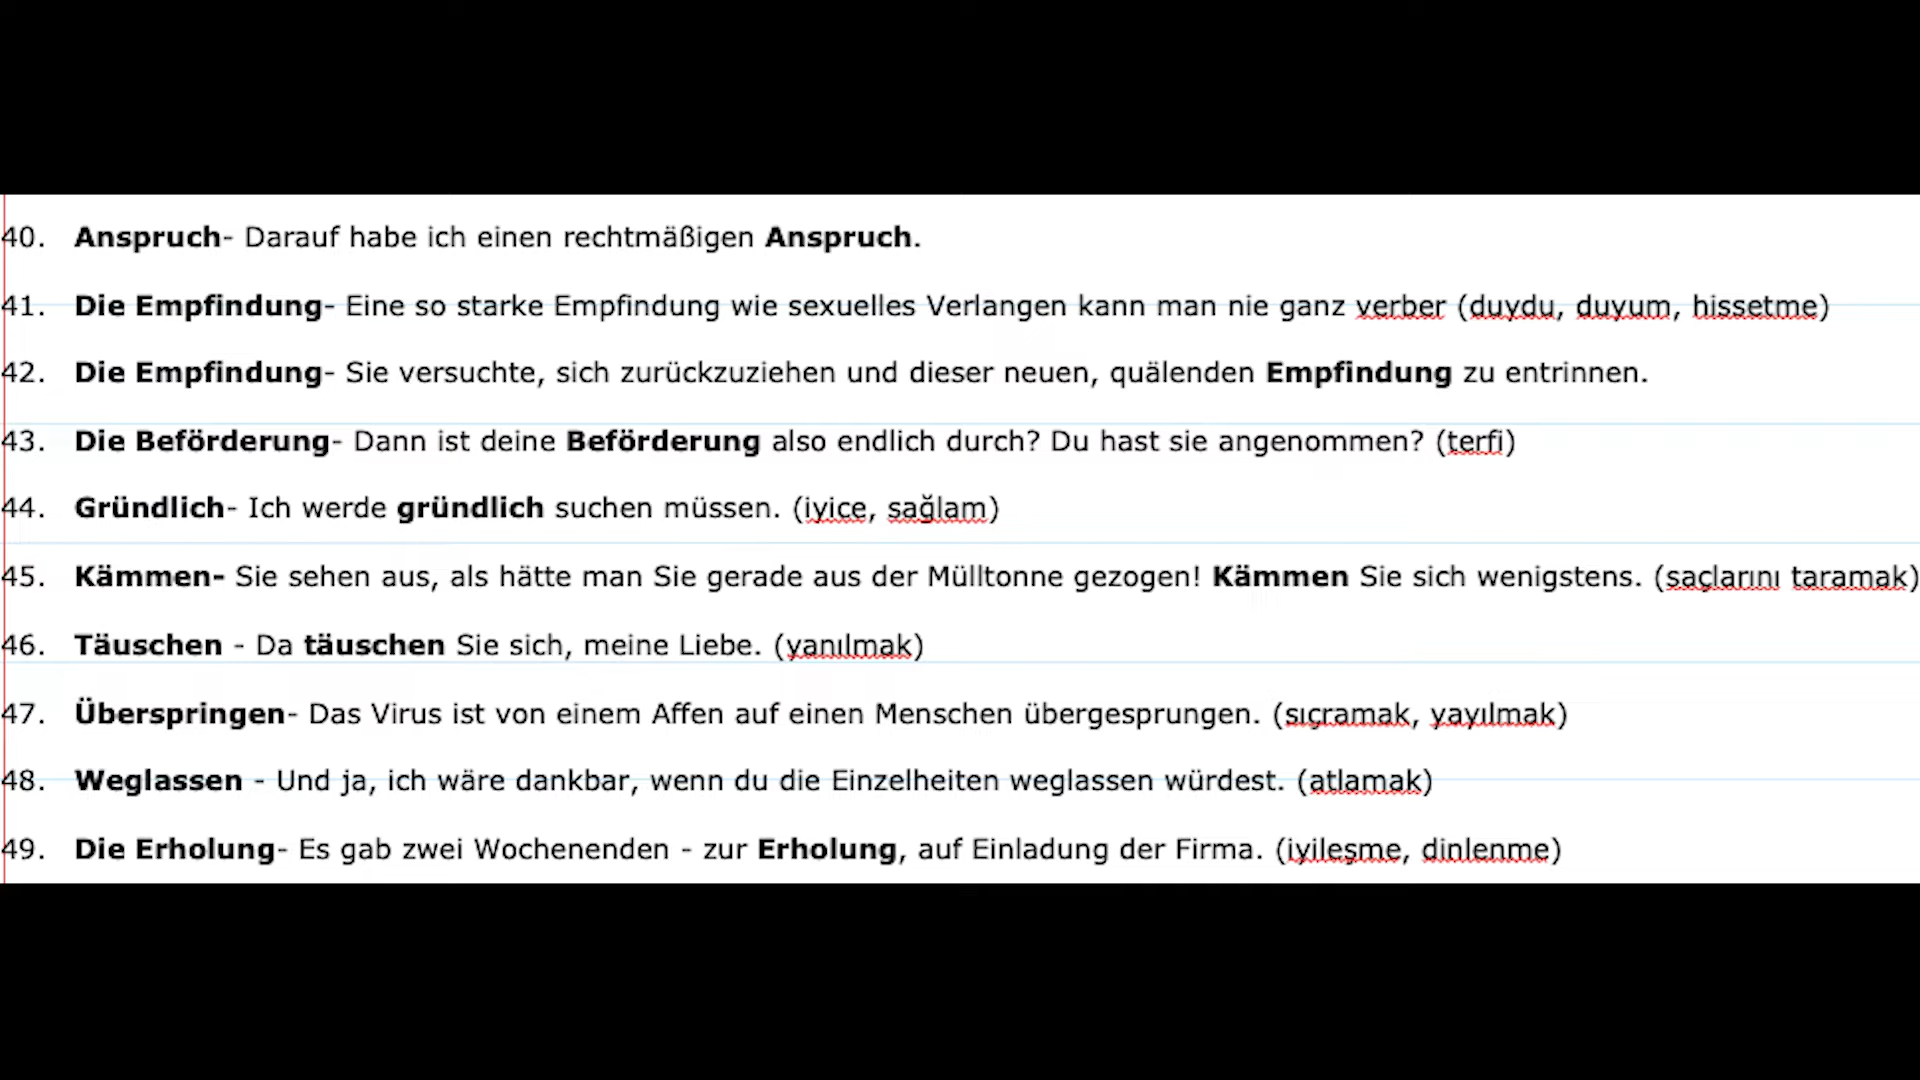 40. Anspruch- Darauf habe ich einen rechtmäßigen Anspruch.
41. Die Empfindung- Eine so starke Empfindung wie sexuelles Verlangen kann man nie ganz verber (duydu, duyum, hissetme)
42. Die Empfindung- Sie versuchte, sich zurückzuziehen und dieser neuen, quälenden Empfindung zu entrinnen.
43. Die Beförderung- Dann ist deine Beförderung also endlich durch? Du hast sie angenommen? (terfi)
44. Gründlich- Ich werde gründlich suchen müssen. (iyice, sağlam)
45. Kämmen- Sie sehen aus, als hätte man Sie gerade aus der Mülltonne gezogen! Kämmen Sie sich wenigstens. (saçlarını taramak)
46. Täuschen - Da täuschen Sie sich, meine Liebe. (yanılmak)
47. Überspringen- Das Virus ist von einem Affen auf einen Menschen übergesprungen. (sıçramak, yayılmak)
48. Weglassen - Und ja, ich wäre dankbar, wenn du die Einzelheiten weglassen würdest. (atlamak)
49. Die Erholung- Es gab zwei Wochenenden - zur Erholung, auf Einladung der Firma. (iyileşme, dinlenme)